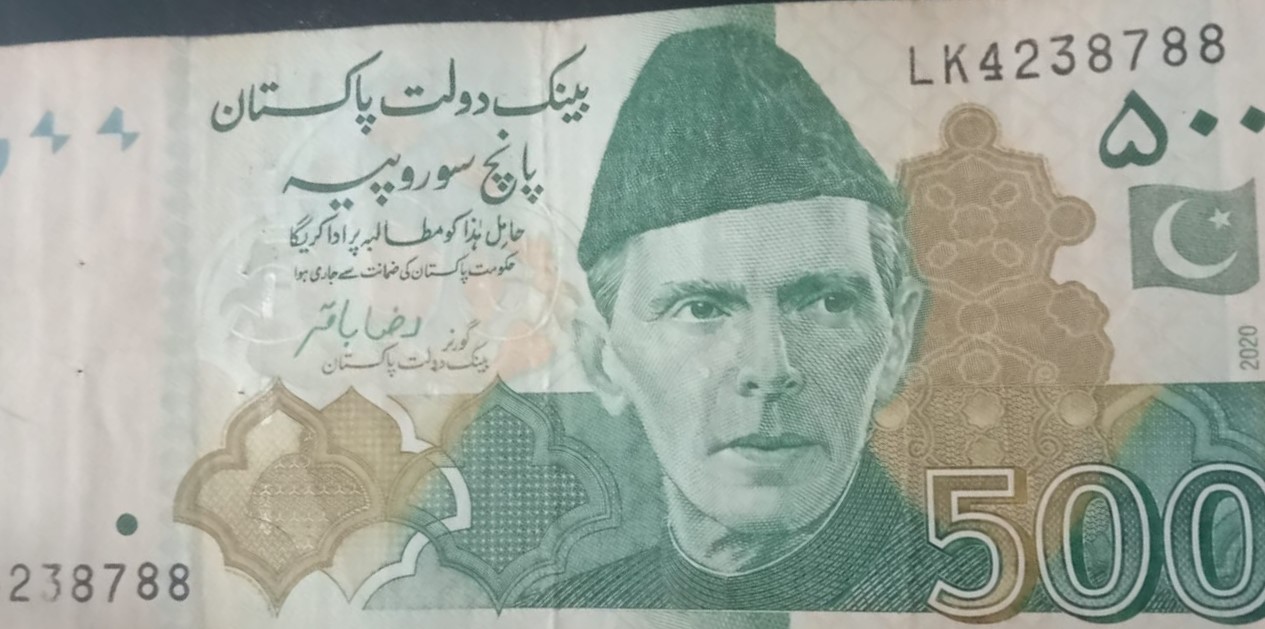 LK4238788
بینک دولت پاکستان
۵۰۰
پانچ سو روپیہ
حامل ہٰذا کو مطالبہ پر ادا کریگا
حکومت پاکستان کی ضمانت سے جاری ہوا
رضا باقر
گورنر
بینک دولت پاکستان
2020
500
238788